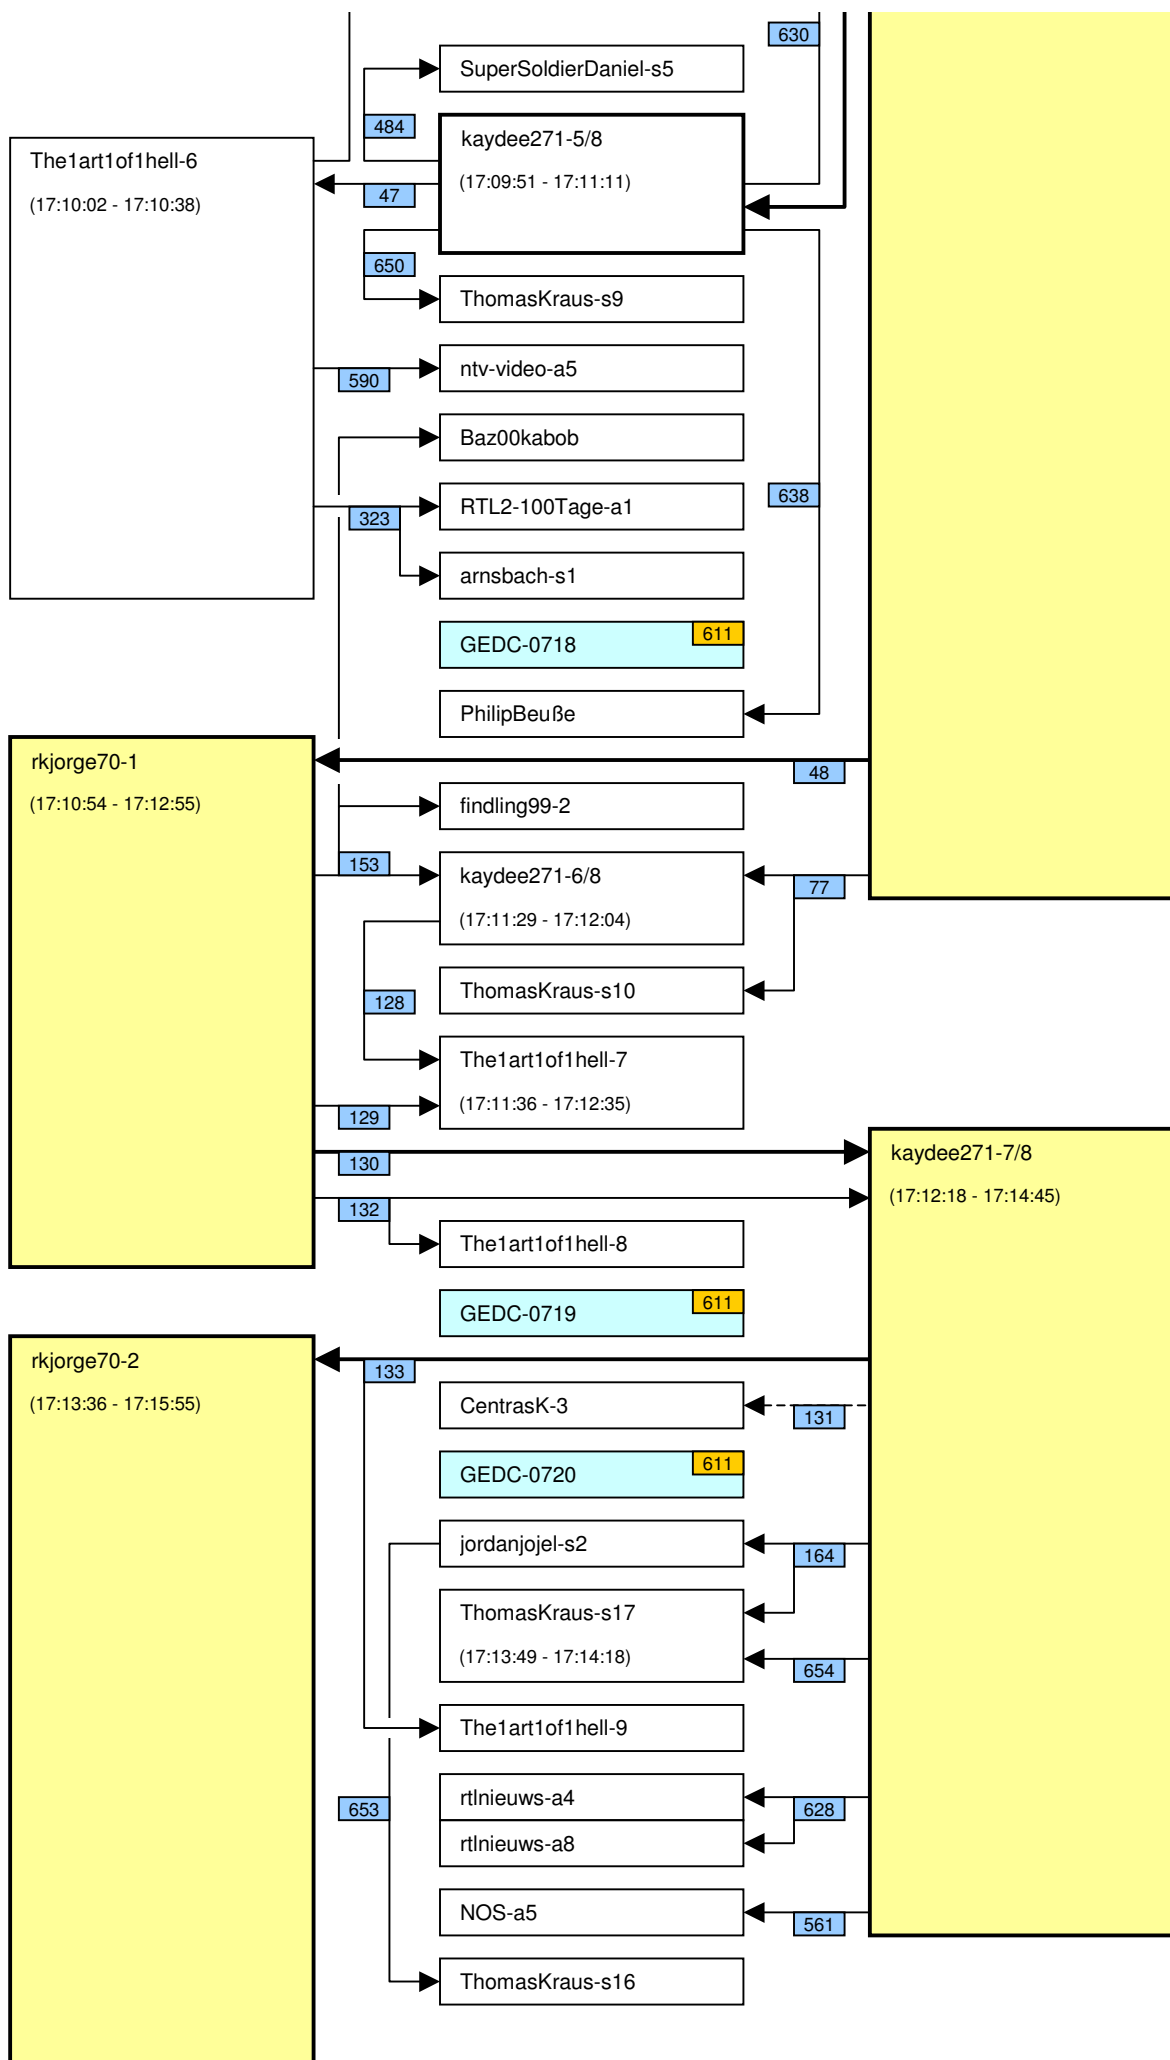 630
SuperSoldierDaniel-s5
484
kaydee271-5/8
(17:09:51 - 17:11:11)
The1art1of1hell-6
(17:10:02 - 17:10:38)
47
650
ThomasKraus-s9
ntv-video-a5
590
Baz00kabob
RTL2-100Tage-a1
638
323
arnsbach-s1
GEDC-0718
611
PhilipBeuße
rkjorge70-1
(17:10:54 - 17:12:55)
48
findling99-2
153
kaydee271-6/8
(17:11:29 - 17:12:04)
77
ThomasKraus-s10
128
The1art1of1hell-7
(17:11:36 - 17:12:35)
129
130
kaydee271-7/8
(17:12:18 - 17:14:45)
132
The1art1of1hell-8
GEDC-0719
611
rkjorge70-2
(17:13:36 - 17:15:55)
133
CentrasK-3
131
GEDC-0720
611
jordanjojel-s2
164
ThomasKraus-s17
(17:13:49 - 17:14:18)
654
The1art1of1hell-9
rtlnieuws-a4
653
628
rtlnieuws-a8
NOS-a5
561
ThomasKraus-s16